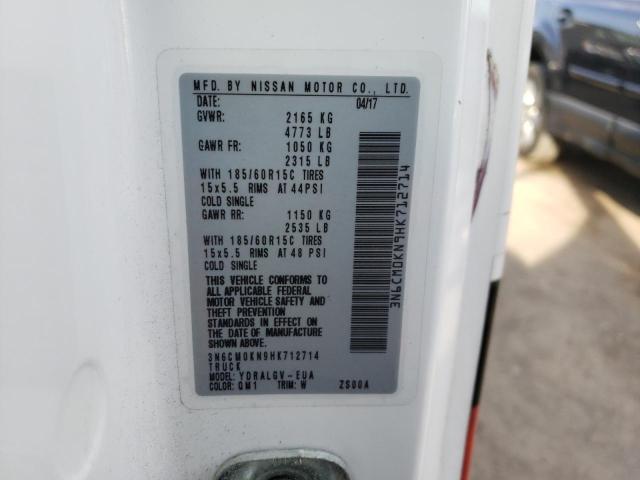 MFD. BY NISSAN MOTOR CO., LTD.
DATE: 04/17
GVWR: 2165 KG
4773 LB
GAWR FR: 1050 KG
2315 LB
WITH 185/60R15C TIRES
15x5.5 RIMS AT 44PSI
COLD SINGLE
GAWR RR: 1150 KG
2535 LB
WITH 185/60R15C TIRES
15x5.5 RIMS AT 48 PSI
COLD SINGLE
THIS VEHICLE CONFORMS TO
ALL APPLICABLE FEDERAL
MOTOR VEHICLE SAFETY AND
THEFT PREVENTION
STANDARDS IN EFFECT ON
THE DATE OF MANUFACTURE
SHOWN ABOVE.
3N6CM0KN9HK712714
TRUCK
MODEL: YDRALGV-EUA
COLOR: QM1 TRIM: W ZS00A
3N6CM0KN9HK712714